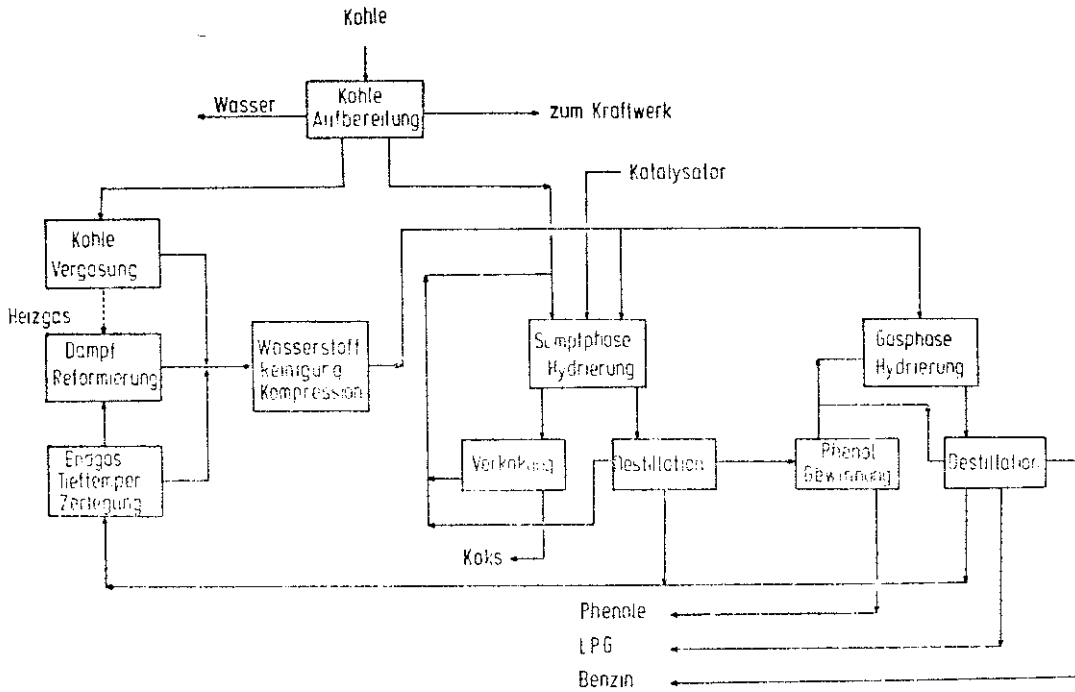 Kohle
Kohle
Aufbereitung
Wasser
zum Kraftwerk
Katalysator
Kohle
Vergasung
Heizgas
Dampf
Reformierung
Wasserstoff
Reinigung
Kompression
Sumpfphase
Hydrierung
Gasphase
Hydrierung
Endgas
Tieftemper
Zerlegung
Verkokung
Destillation
Phenol
Gewinnung
Destillation
Koks
Phenole
LPG
Benzin